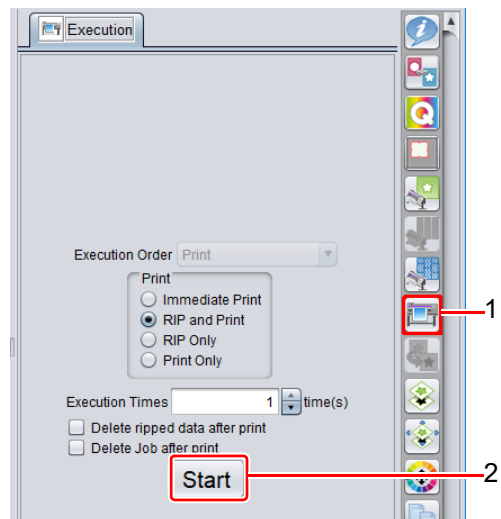 Execution
Execution Order Print
Print
Immediate Print
RIP and Print
RIP Only
Print Only
Execution Times 1 time(s)
Delete ripped data after print
Delete Job after print
Start
Q
1
2